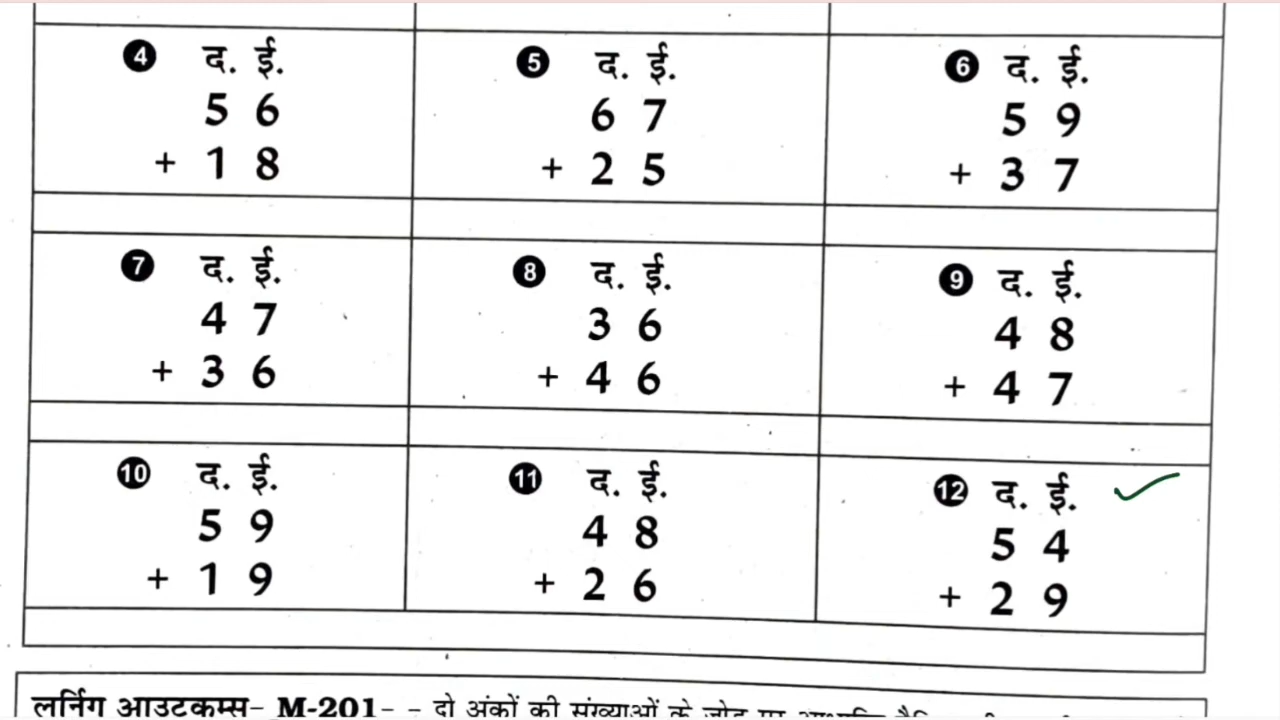 4 द. ई.
5 6
+ 1 8
5 द. ई.
6 7
+ 2 5
6 द. ई.
5 9
+ 3 7
7 द. ई.
4 7
+ 3 6
8 द. ई.
3 6
+ 4 6
9 द. ई.
4 8
+ 4 7
10 द. ई.
5 9
+ 1 9
11 द. ई.
4 8
+ 2 6
12 द. ई.
5 4
+ 2 9
लर्निंग आउटकम्स- M-201- - दो अंकों की संख्याओं के जोड़ पर आधारित